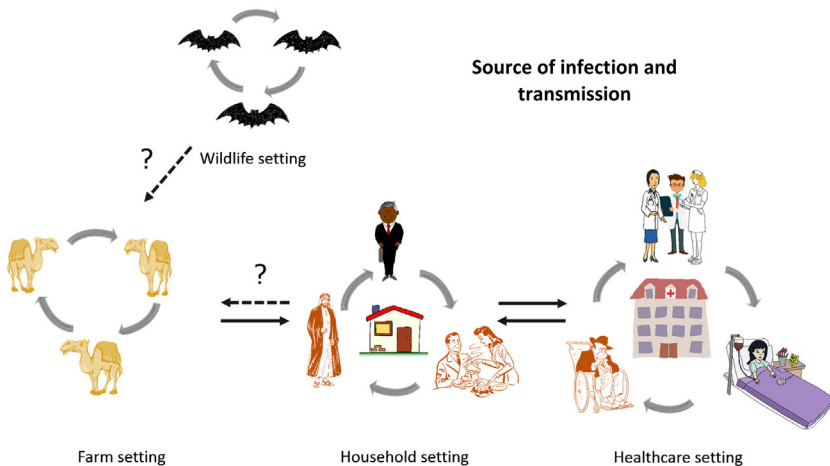 Source of infection and
transmission
?
Wildlife setting
?
Farm setting
Household setting
Healthcare setting